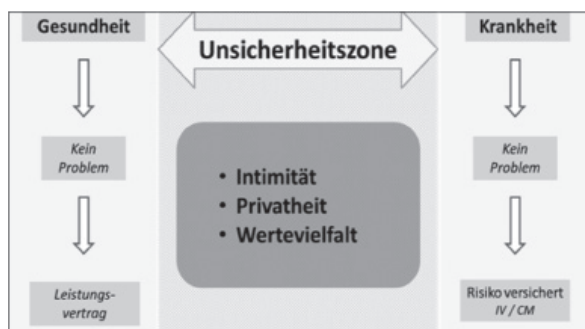 Gesundheit
Unsicherheitszone
Krankheit
Kein
Problem
• Intimität
• Privatheit
• Wertevielfalt
Kein
Problem
Leistungs-
vertrag
Risiko versichert
IV / CM